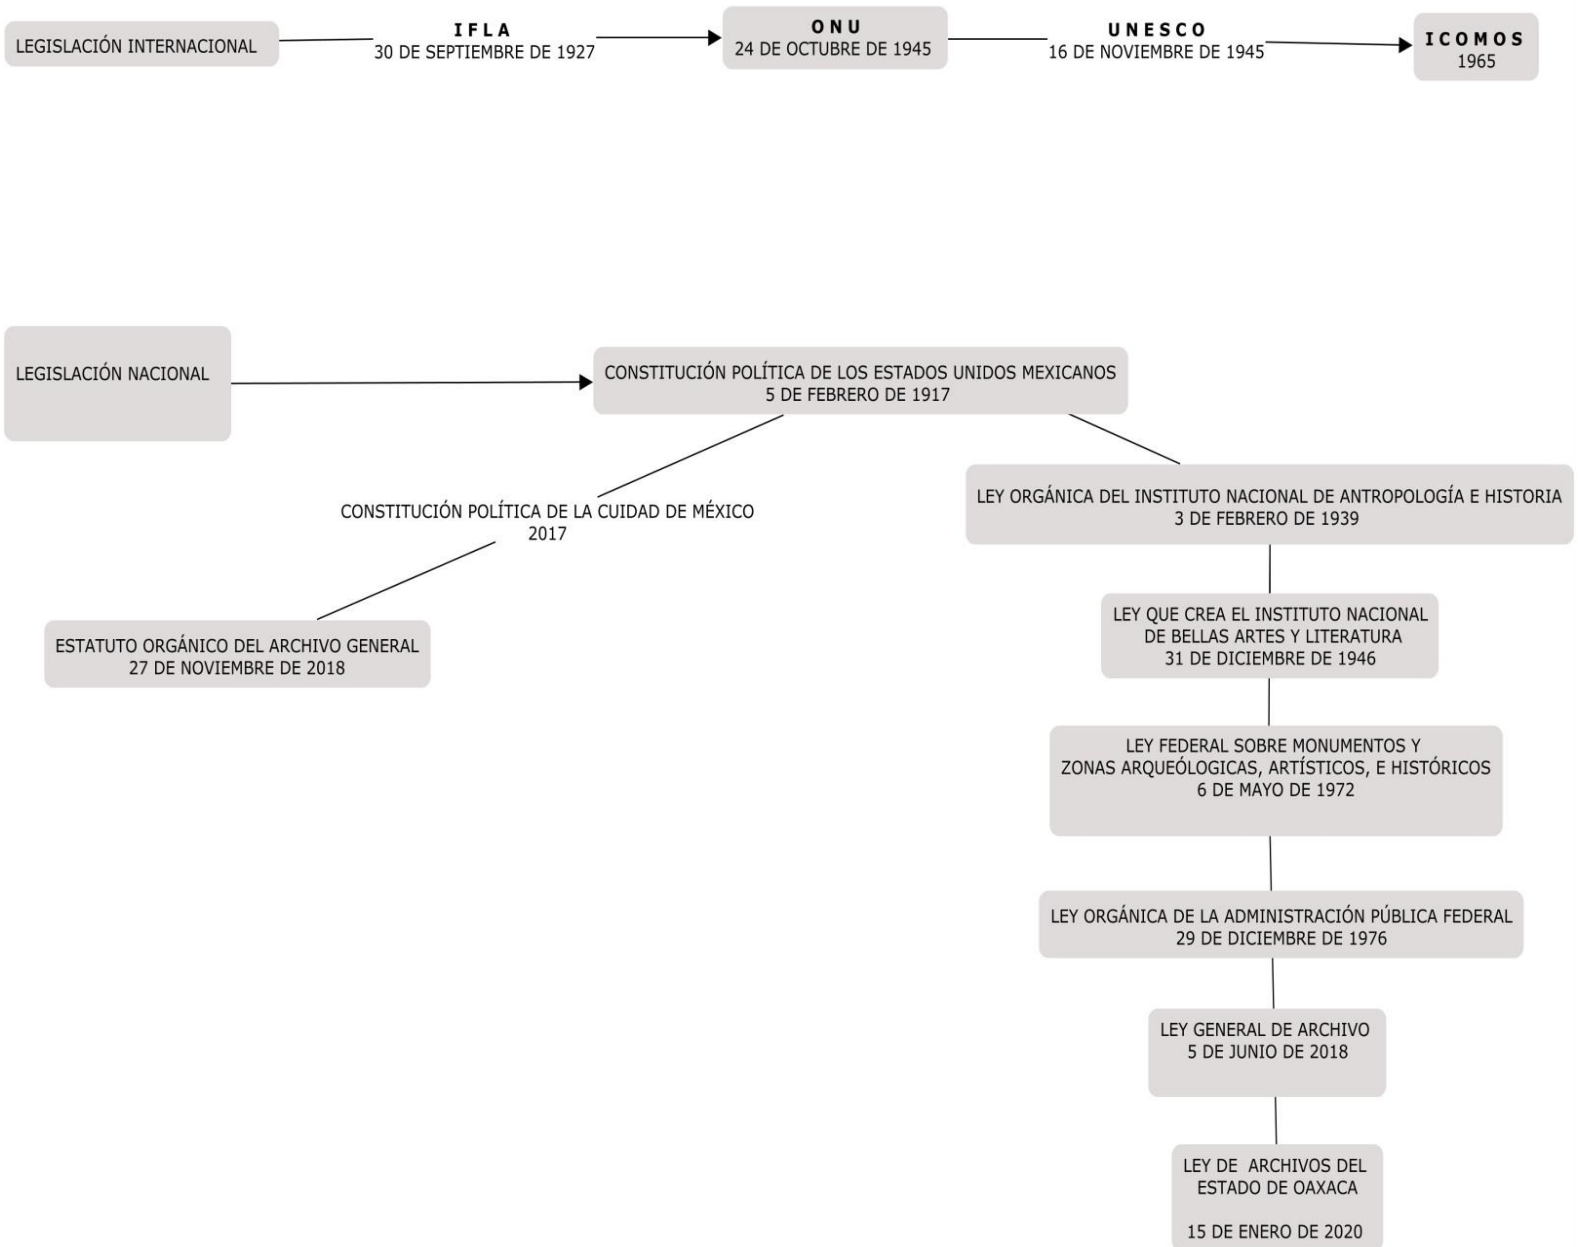 LEGISLACIÓN INTERNACIONAL
I F L A
30 DE SEPTIEMBRE DE 1927
O N U
24 DE OCTUBRE DE 1945
U N E S C O
16 DE NOVIEMBRE DE 1945
I C O M O S
1965
LEGISLACIÓN NACIONAL
CONSTITUCIÓN POLÍTICA DE LOS ESTADOS UNIDOS MEXICANOS
5 DE FEBRERO DE 1917
CONSTITUCIÓN POLÍTICA DE LA CUIDAD DE MÉXICO
2017
ESTATUTO ORGÁNICO DEL ARCHIVO GENERAL
27 DE NOVIEMBRE DE 2018
LEY ORGÁNICA DEL INSTITUTO NACIONAL DE ANTROPOLOGÍA E HISTORIA
3 DE FEBRERO DE 1939
LEY QUE CREA EL INSTITUTO NACIONAL
DE BELLAS ARTES Y LITERATURA
31 DE DICIEMBRE DE 1946
LEY FEDERAL SOBRE MONUMENTOS Y
ZONAS ARQUEÓLOGICAS, ARTÍSTICOS, E HISTÓRICOS
6 DE MAYO DE 1972
LEY ORGÁNICA DE LA ADMINISTRACIÓN PÚBLICA FEDERAL
29 DE DICIEMBRE DE 1976
LEY GENERAL DE ARCHIVO
5 DE JUNIO DE 2018
LEY DE ARCHIVOS DEL
ESTADO DE OAXACA
15 DE ENERO DE 2020